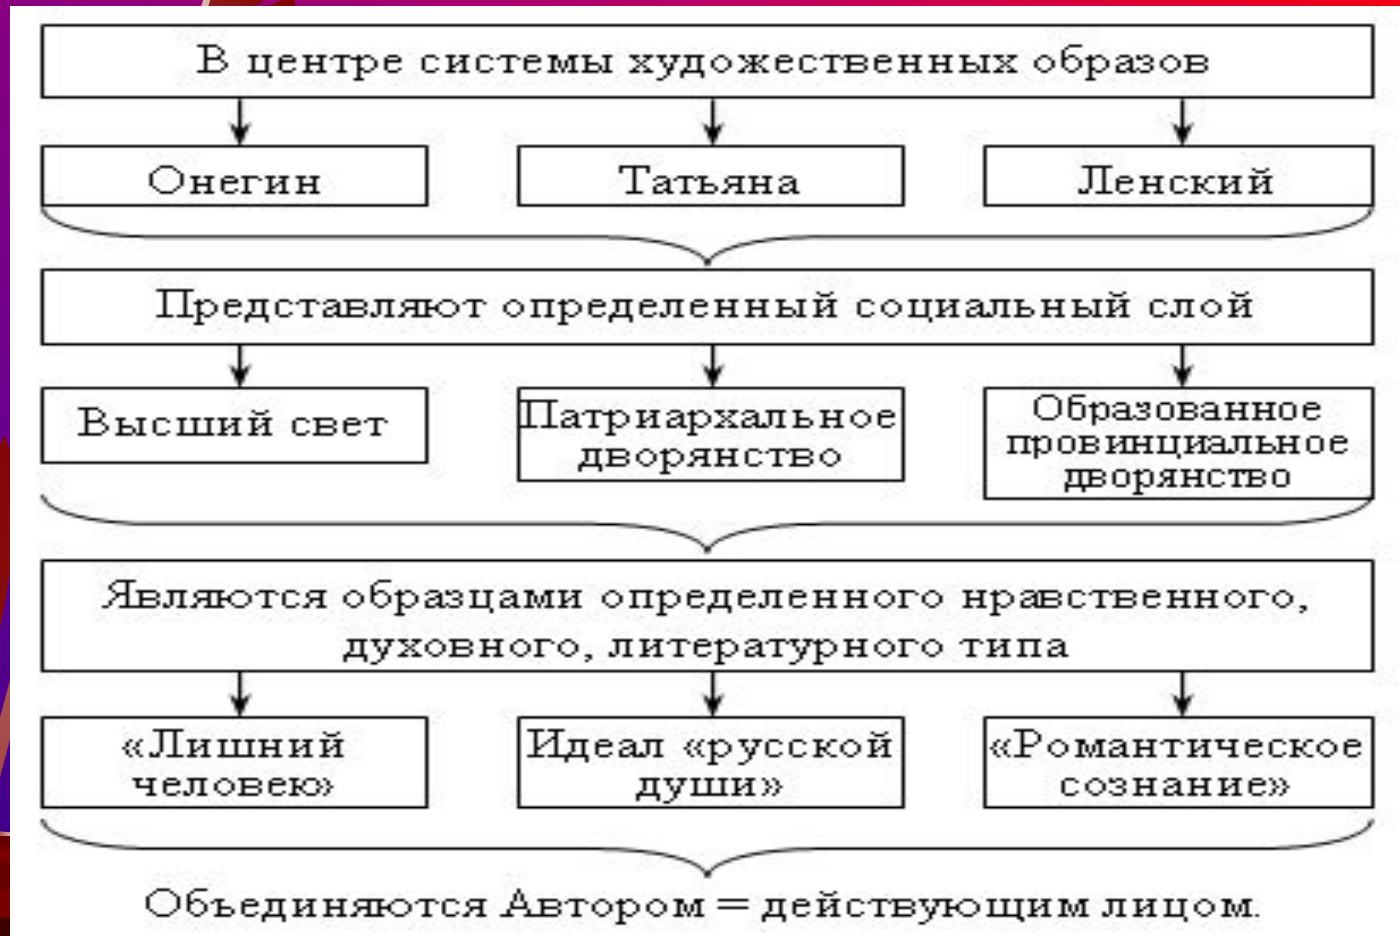 В центре системы художественных образов
Онегин
Татьяна
Ленский
Представляют определенный социальный слой
Высший свет
Патриархальное
дворянство
Образованное
провинциальное
дворянство
Являются образцами определенного нравственного,
духовного, литературного типа
«Лишний
человею»
Идеал «русской
души»
«Романтическое
сознание»
Объединяются Автором = действующим лицом.